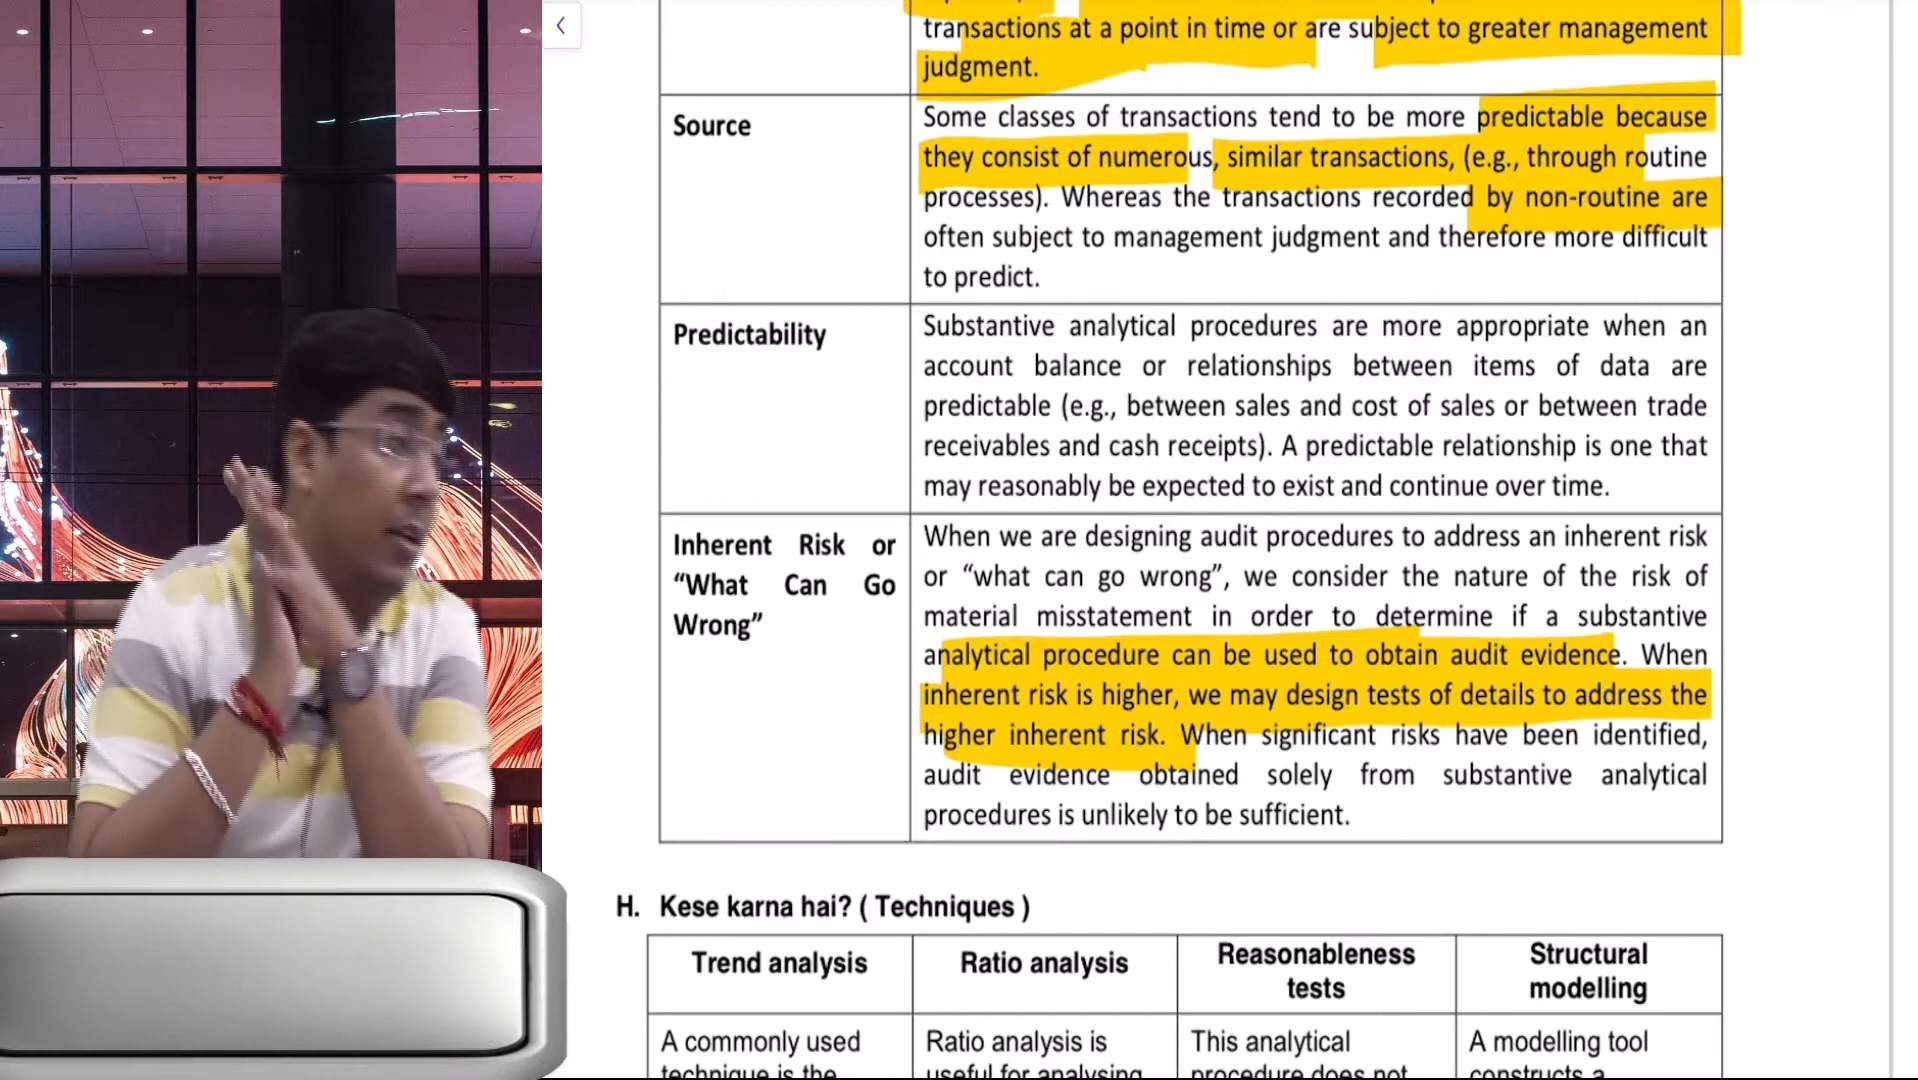 transactions at a point in time or are subject to greater management
judgment.
Source
Some classes of transactions tend to be more predictable because
they consist of numerous, similar transactions, (e.g., through routine
processes). Whereas the transactions recorded by non-routine are
often subject to management judgment and therefore more difficult
to predict.
Predictability
Substantive analytical procedures are more appropriate when an
account balance or relationships between items of data are
predictable (e.g., between sales and cost of sales or between trade
receivables and cash receipts). A predictable relationship is one that
may reasonably be expected to exist and continue over time.
Inherent Risk or
“What Can Go
Wrong”
When we are designing audit procedures to address an inherent risk
or “what can go wrong”, we consider the nature of the risk of
material misstatement in order to determine if a substantive
analytical procedure can be used to obtain audit evidence. When
inherent risk is higher, we may design tests of details to address the
higher inherent risk. When significant risks have been identified,
audit evidence obtained solely from substantive analytical
procedures is unlikely to be sufficient.
H. Kese karna hai? ( Techniques )
Trend analysis
Ratio analysis
Reasonableness
tests
Structural
modelling
A commonly used
technique is the
Ratio analysis is
useful for analysing
This analytical
procedure does not
A modelling tool
constructs a